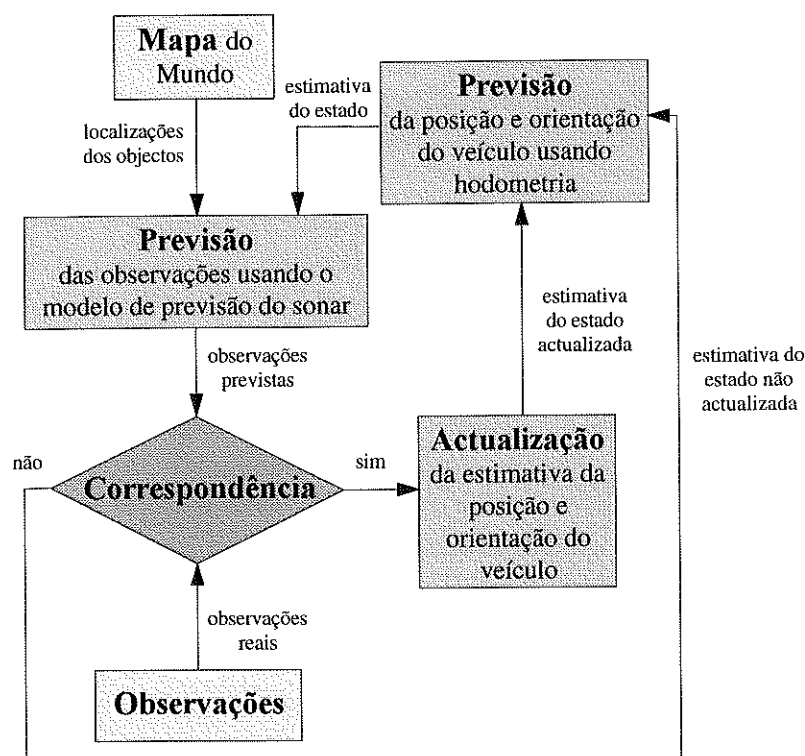 Mapa do
Mundo
estimativa
do estado
Previsão
da posição e orientação
do veículo usando
hodometria
localizações
dos objectos
Previsão
das observações usando o
modelo de previsão do sonar
estimativa
do estado
actualizada
estimativa do
estado não
actualizada
observações
previstas
não
Correspondência
sim
Actualização
da estimativa da
posição e
orientação do
veículo
observações
reais
Observações